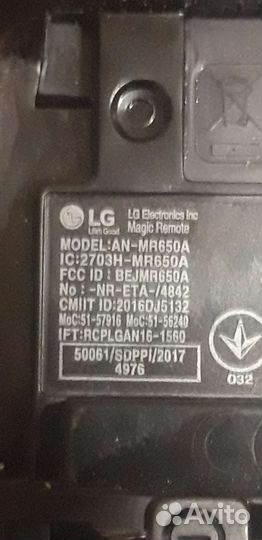 LG
Life's Good
LG Electronics Inc
Magic Remote
MODEL:AN-MR650A
IC:2703H-MR650A
FCC ID : BEJMR650A
No : -NR-ETA-/4842
CMIIT ID:2016DJ5132
MoC:51-57916 MoC:51-56240
IFT:RCPLGAN16-1560
50061/SDPPI/2017
4976
032
Avito